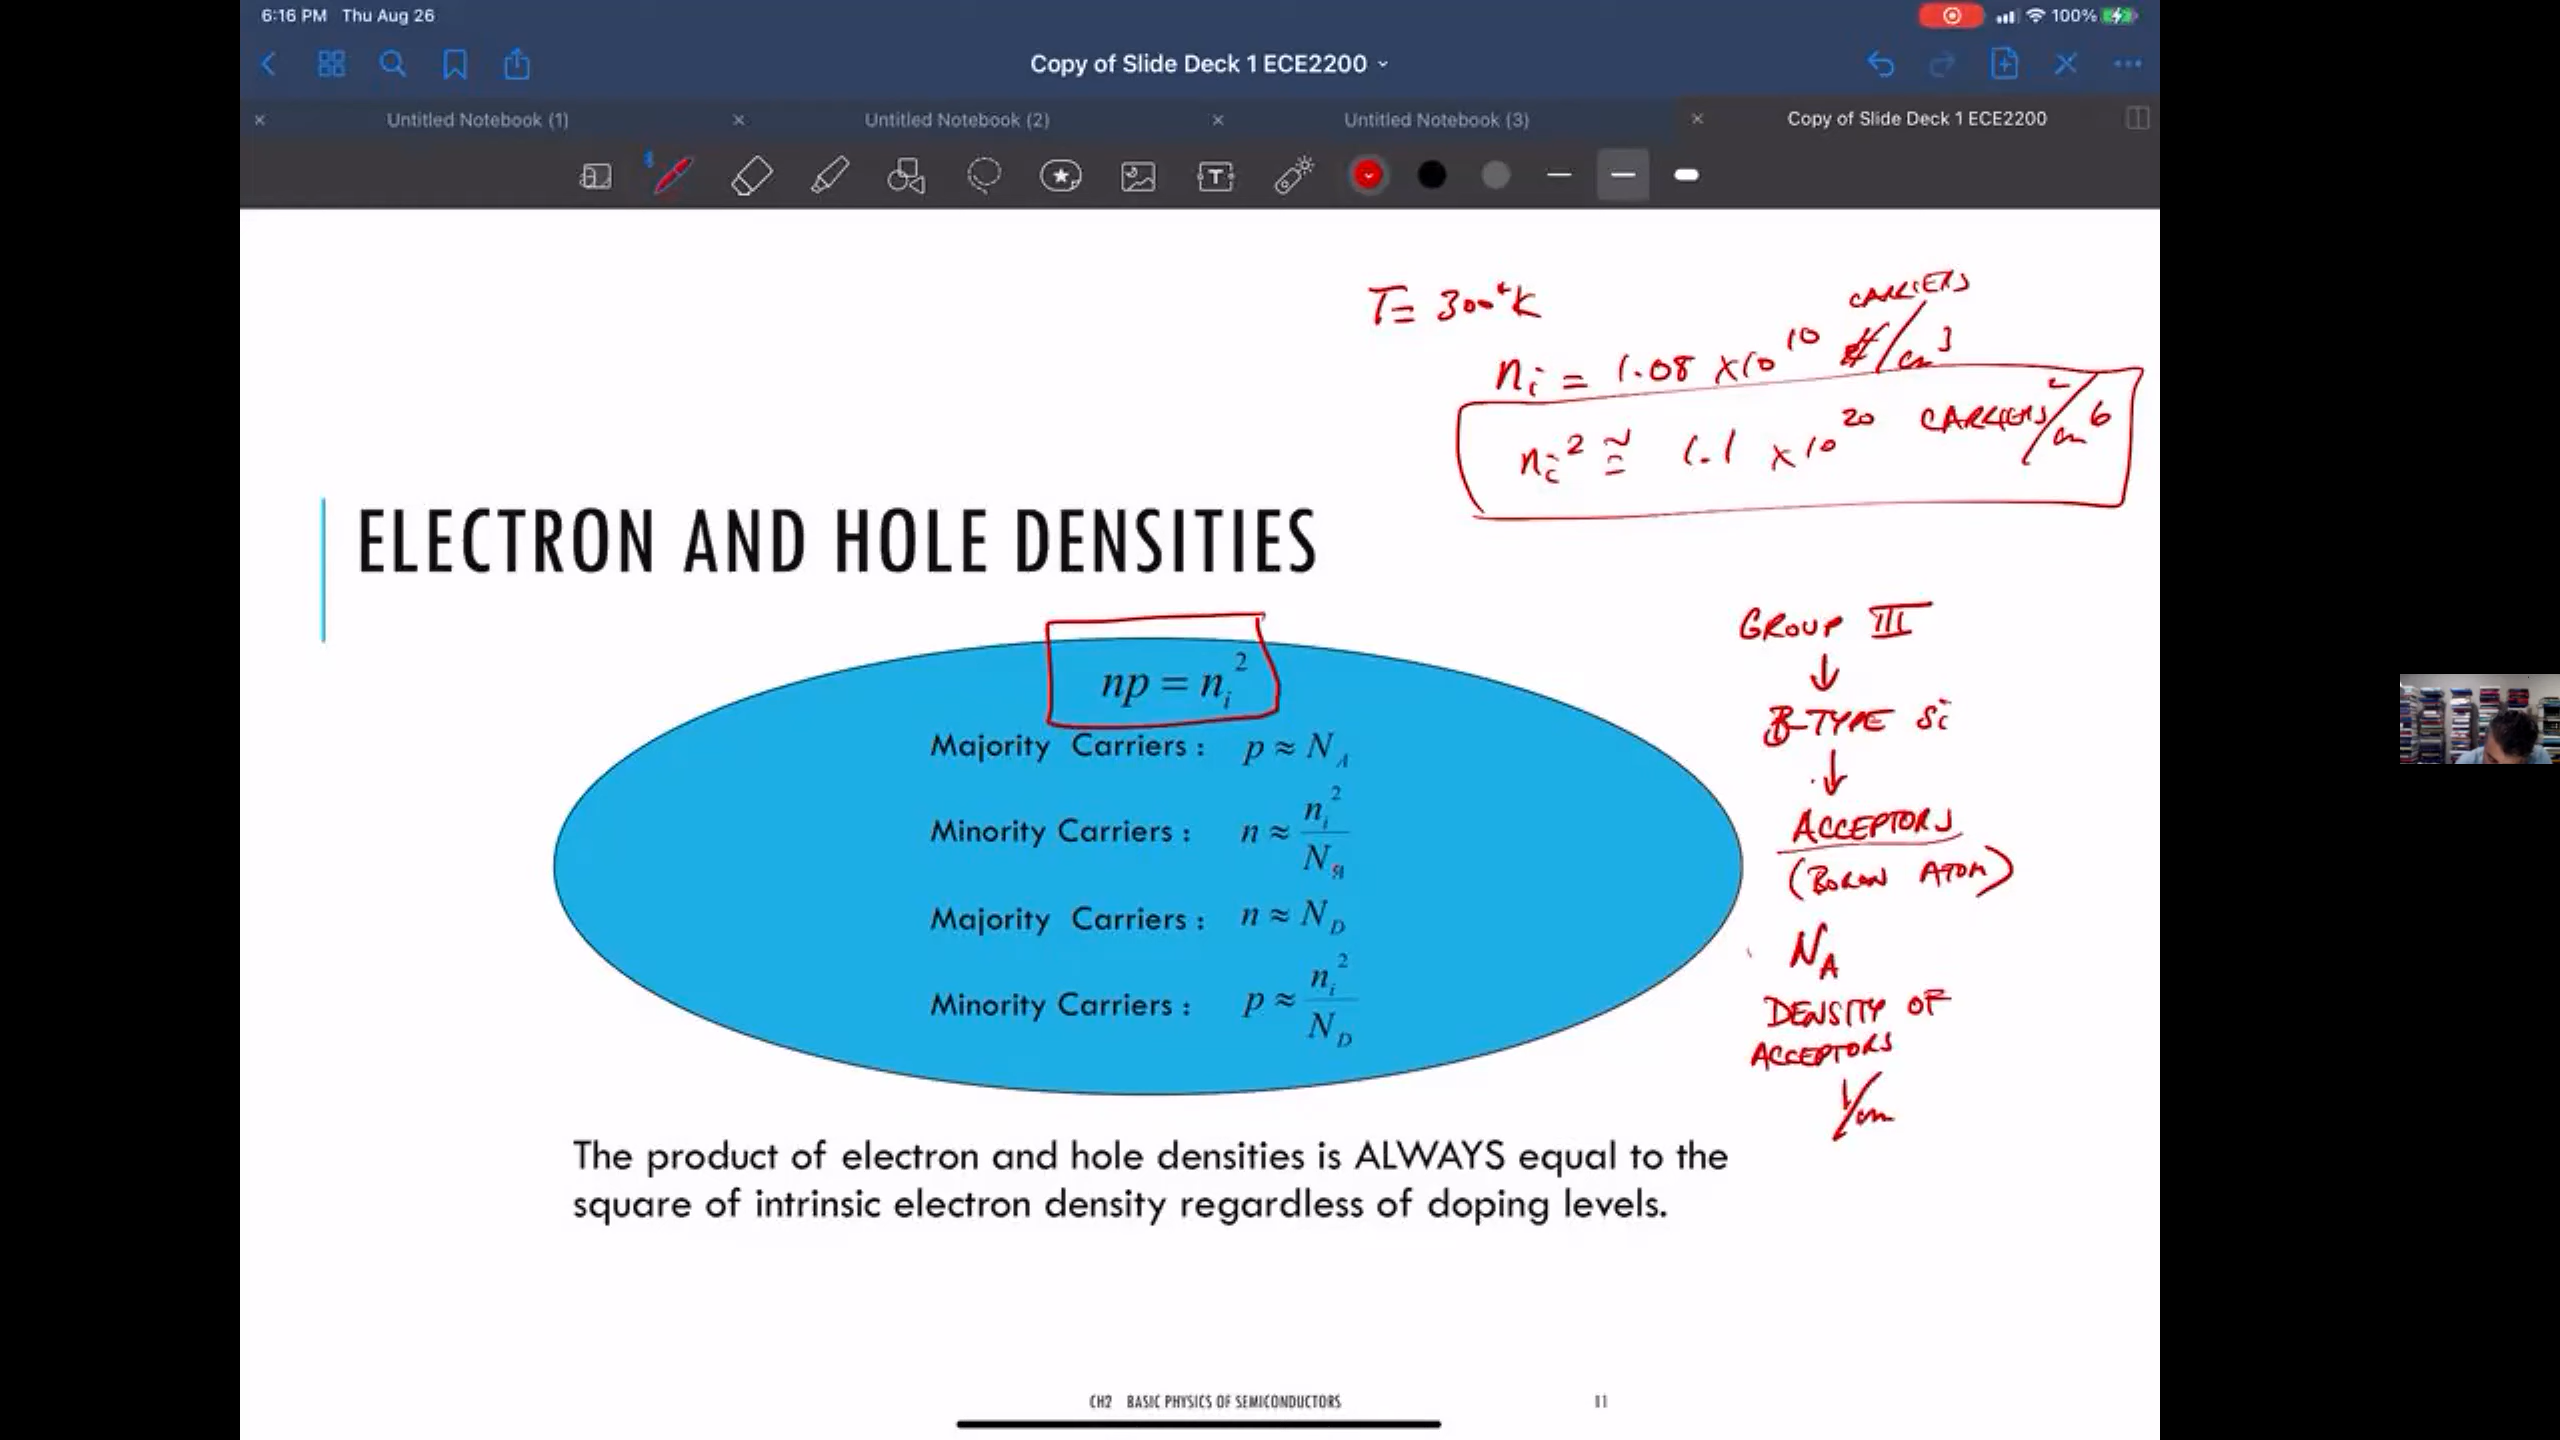 6:16 PM Thu Aug 26
100%
Copy of Slide Deck 1 ECE2200
Untitled Notebook (1)
Untitled Notebook (2)
Untitled Notebook (3)
Copy of Slide Deck 1 ECE2200
T
T = 300°K
CARRIERS
nᵢ = 1.08 ×10¹⁰ #/cm³
nᵢ² ≅ 1.1 ×10²⁰ CARRIERS²/cm⁶
ELECTRON AND HOLE DENSITIES
np = nᵢ²
Majority Carriers : p ≈ N_A
Minority Carriers : n ≈ nᵢ² / N_A
Majority Carriers : n ≈ N_D
Minority Carriers : p ≈ nᵢ² / N_D
GROUP III
↓
-TYPE Si
↓
ACCEPTORS
(BORON ATOM)
N_A
DENSITY OF
ACCEPTORS
1/cm
The product of electron and hole densities is ALWAYS equal to the
square of intrinsic electron density regardless of doping levels.
CH2 BASIC PHYSICS OF SEMICONDUCTORS
11